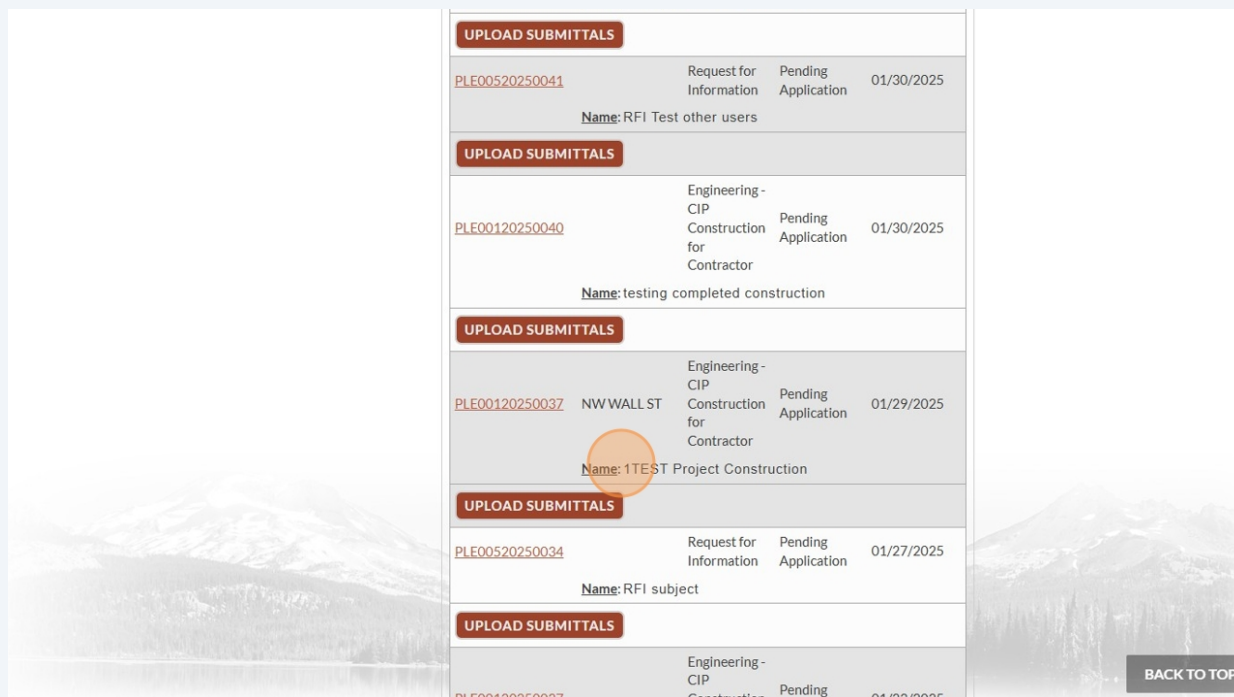 UPLOAD SUBMITTALS
PLE00520250041 Request for Information Pending Application 01/30/2025
Name: RFI Test other users
UPLOAD SUBMITTALS
PLE00120250040 Engineering - CIP Construction for Contractor Pending Application 01/30/2025
Name: testing completed construction
UPLOAD SUBMITTALS
PLE00120250037 NW WALL ST Engineering - CIP Construction for Contractor Pending Application 01/29/2025
Name: 1TEST Project Construction
UPLOAD SUBMITTALS
PLE00520250034 Request for Information Pending Application 01/27/2025
Name: RFI subject
UPLOAD SUBMITTALS
Engineering - CIP
Pending
BACK TO TOP